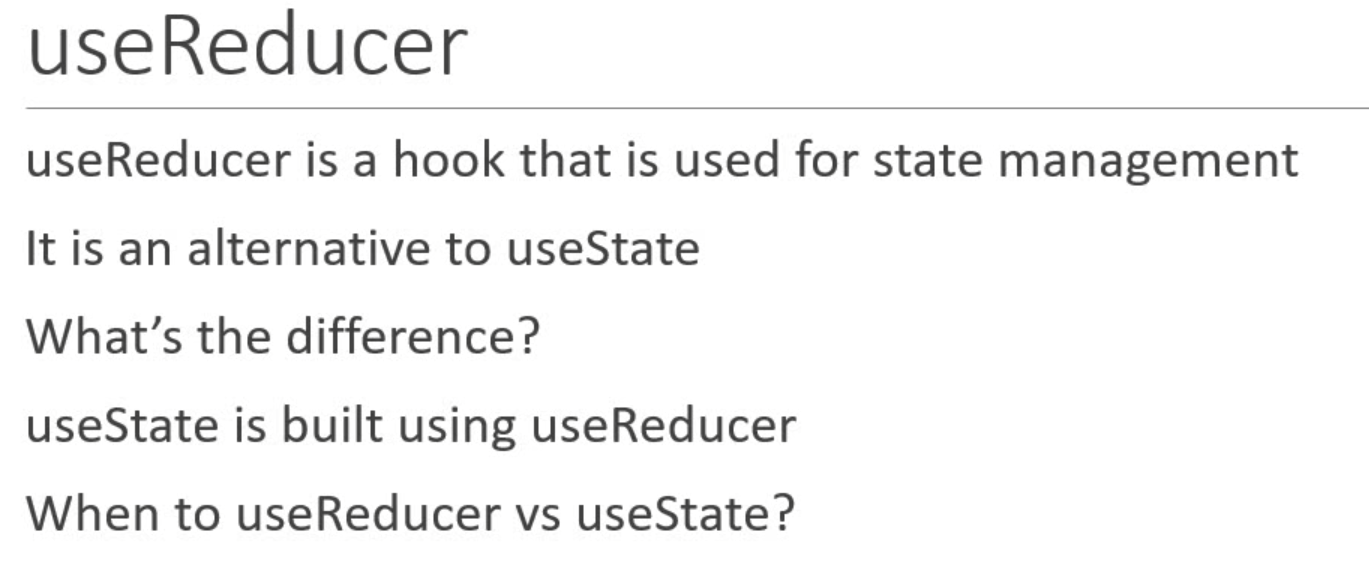 useReducer
useReducer is a hook that is used for state management
It is an alternative to useState
What’s the difference?
useState is built using useReducer
When to useReducer vs useState?